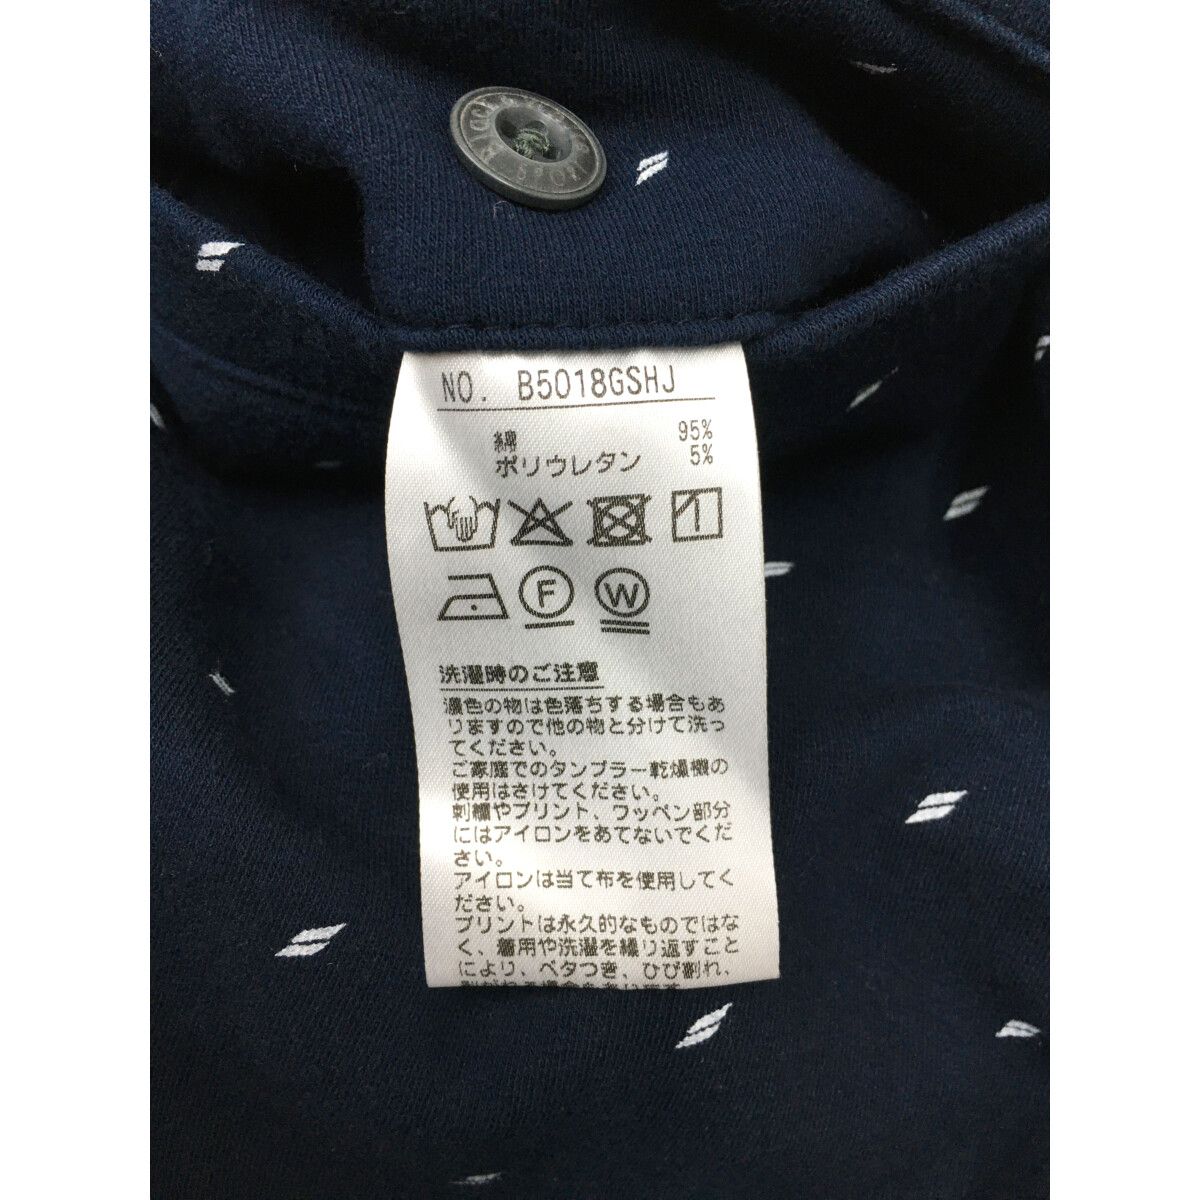 NO. B5018GSHJ
綿 95%
ポリウレタン 5%
F W
洗濯時のご注意
濃色の物は色落ちする場合もあ
りますので他の物と分けて洗っ
てください。
ご家庭でのタンブラー乾燥機の
使用はさけてください。
刺繍やプリント、ワッペン部分
にはアイロンをあてないでくだ
さい。
アイロンは当て布を使用してく
ださい。
プリントは永久的なものではな
く、着用や洗濯を繰り返すこと
により、ベタつき、ひび割れ、